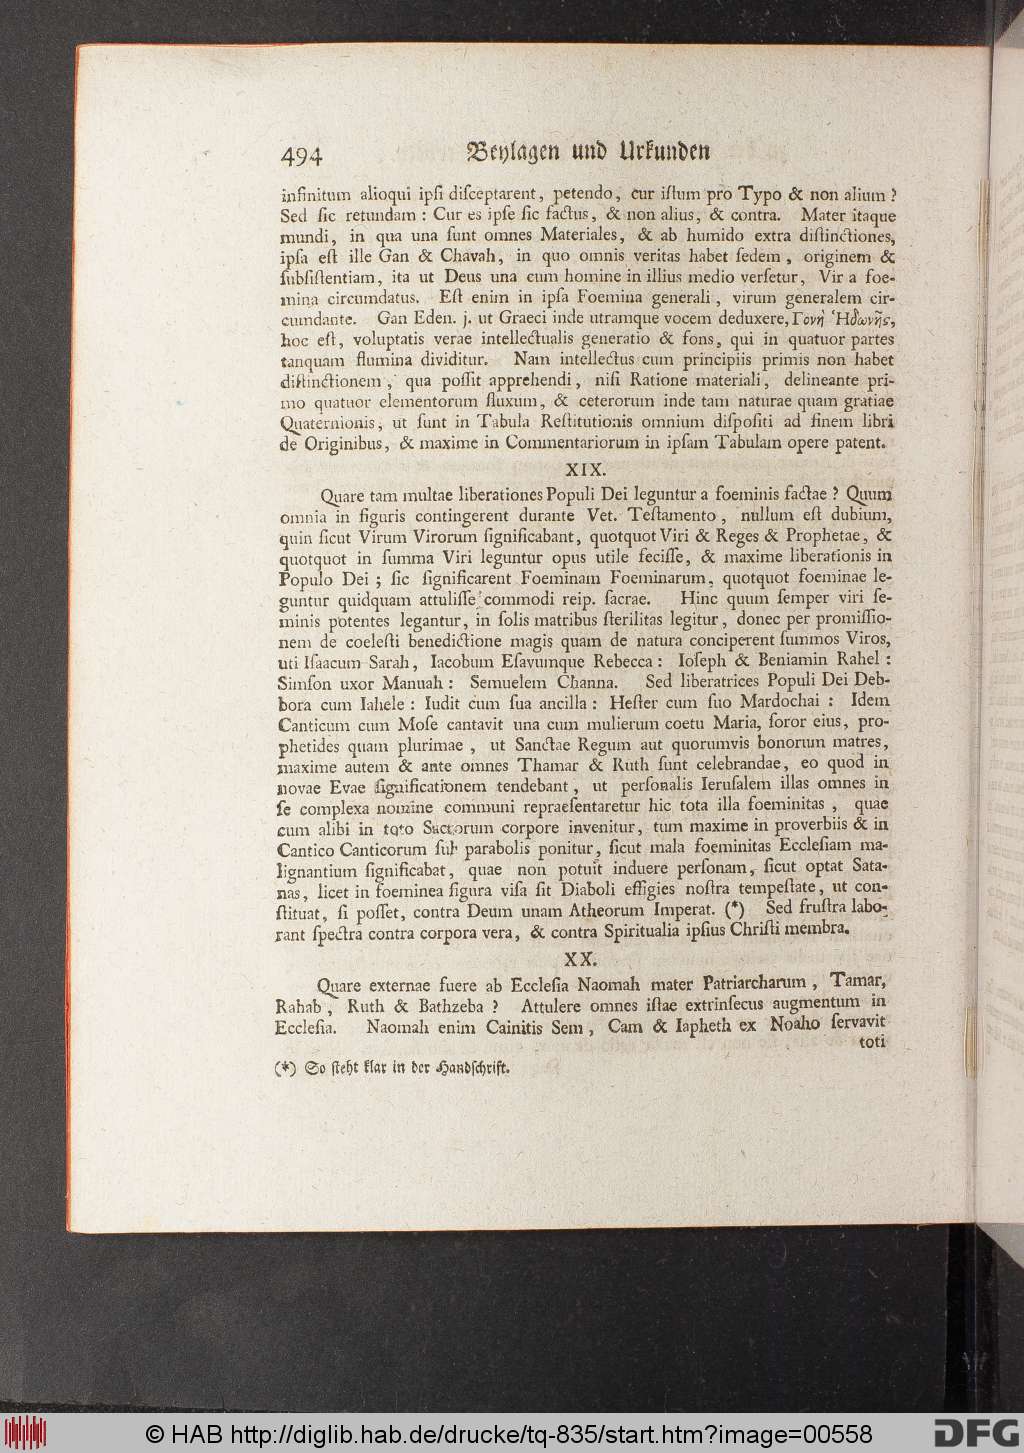 494 Beylagen und Urkunden
infinitum alioqui ipſi diſceptarent, petendo, cur iſtum pro Typo & non alium ?
Sed ſic retundam : Cur es ipſe ſic factus, & non alius, & contra. Mater itaque
mundi, in qua una ſunt omnes Materiales, & ab humido extra diſtinctiones,
ipſa eſt ille Gan & Chavah, in quo omnis veritas habet ſedem, originem &
ſubſiſtentiam, ita ut Deus una cum homine in illius medio verſetur, Vir a foe-
mina circumdatus. Eſt enim in ipſa Foemina generali, virum generalem cir-
cumdante. Gan Eden. j. ut Graeci inde utramque vocem deduxere, Γονὴ Ἡδωνῆς,
hoc eſt, voluptatis verae intellectualis generatio & fons, qui in quatuor partes
tanquam flumina dividitur. Nam intellectus cum principiis primis non habet
diſtinctionem, qua poſſit apprehendi, niſi Ratione materiali, delineante pri-
mo quatuor elementorum fluxum, & ceterorum inde tam naturae quam gratiae
Quaternionis, ut ſunt in Tabula Reſtitutionis omnium diſpoſiti ad finem libri
de Originibus, & maxime in Commentariorum in ipſam Tabulam opere patent.
XIX.
Quare tam multae liberationes Populi Dei leguntur a foeminis factae ? Quum
omnia in figuris contingerent durante Vet. Teſtamento, nullum eſt dubium,
quin ſicut Virum Virorum ſignificabant, quotquot Viri & Reges & Prophetae, &
quotquot in ſumma Viri leguntur opus utile feciſſe, & maxime liberationis in
Populo Dei ; ſic ſignificarent Foeminam Foeminarum, quotquot foeminae le-
guntur quidquam attuliſſe commodi reip. ſacrae. Hinc quum ſemper viri ſe-
minis potentes legantur, in ſolis matribus ſterilitas legitur, donec per promiſſio-
nem de coeleſti benedictione magis quam de natura conciperent ſummos Viros,
uti Iſaacum Sarah, Iacobum Eſavumque Rebecca : Ioſeph & Beniamin Rahel :
Simſon uxor Manuah : Semuelem Channa. Sed liberatrices Populi Dei Deb-
bora cum Iahele : Iudit cum ſua ancilla : Heſter cum ſuo Mardochai : Idem
Canticum cum Moſe cantavit una cum mulierum coetu Maria, ſoror eius, pro-
phetides quam plurimae, ut Sanctae Regum aut quorumvis bonorum matres,
maxime autem & ante omnes Thamar & Ruth ſunt celebrandae, eo quod in
novae Evae ſignificationem tendebant, ut perſonalis Ieruſalem illas omnes in
ſe complexa nomine communi repraeſentaretur hic tota illa foeminitas, quae
cum alibi in toto Sacrorum corpore invenitur, tum maxime in proverbiis & in
Cantico Canticorum ſub parabolis ponitur, ſicut mala foeminitas Eccleſiam ma-
lignantium ſignificabat, quae non potuit induere perſonam, ſicut optat Sata-
nas, licet in foeminea figura viſa ſit Diaboli effigies noſtra tempeſtate, ut con-
ſtituat, ſi poſſet, contra Deum unam Atheorum Imperat. (*) Sed fruſtra labo-
rant ſpectra contra corpora vera, & contra Spiritualia ipſius Chriſti membra.
XX.
Quare externae fuere ab Eccleſia Naomah mater Patriarcharum, Tamar,
Rahab, Ruth & Bathzeba ? Attulere omnes iſtae extrinſecus augmentum in
Eccleſia. Naomah enim Cainitis Sem, Cam & Iapheth ex Noaho ſervavit
toti
(*) So ſteht klar in der Handſchrift.
© HAB http://diglib.hab.de/drucke/tq-835/start.htm?image=00558
DFG